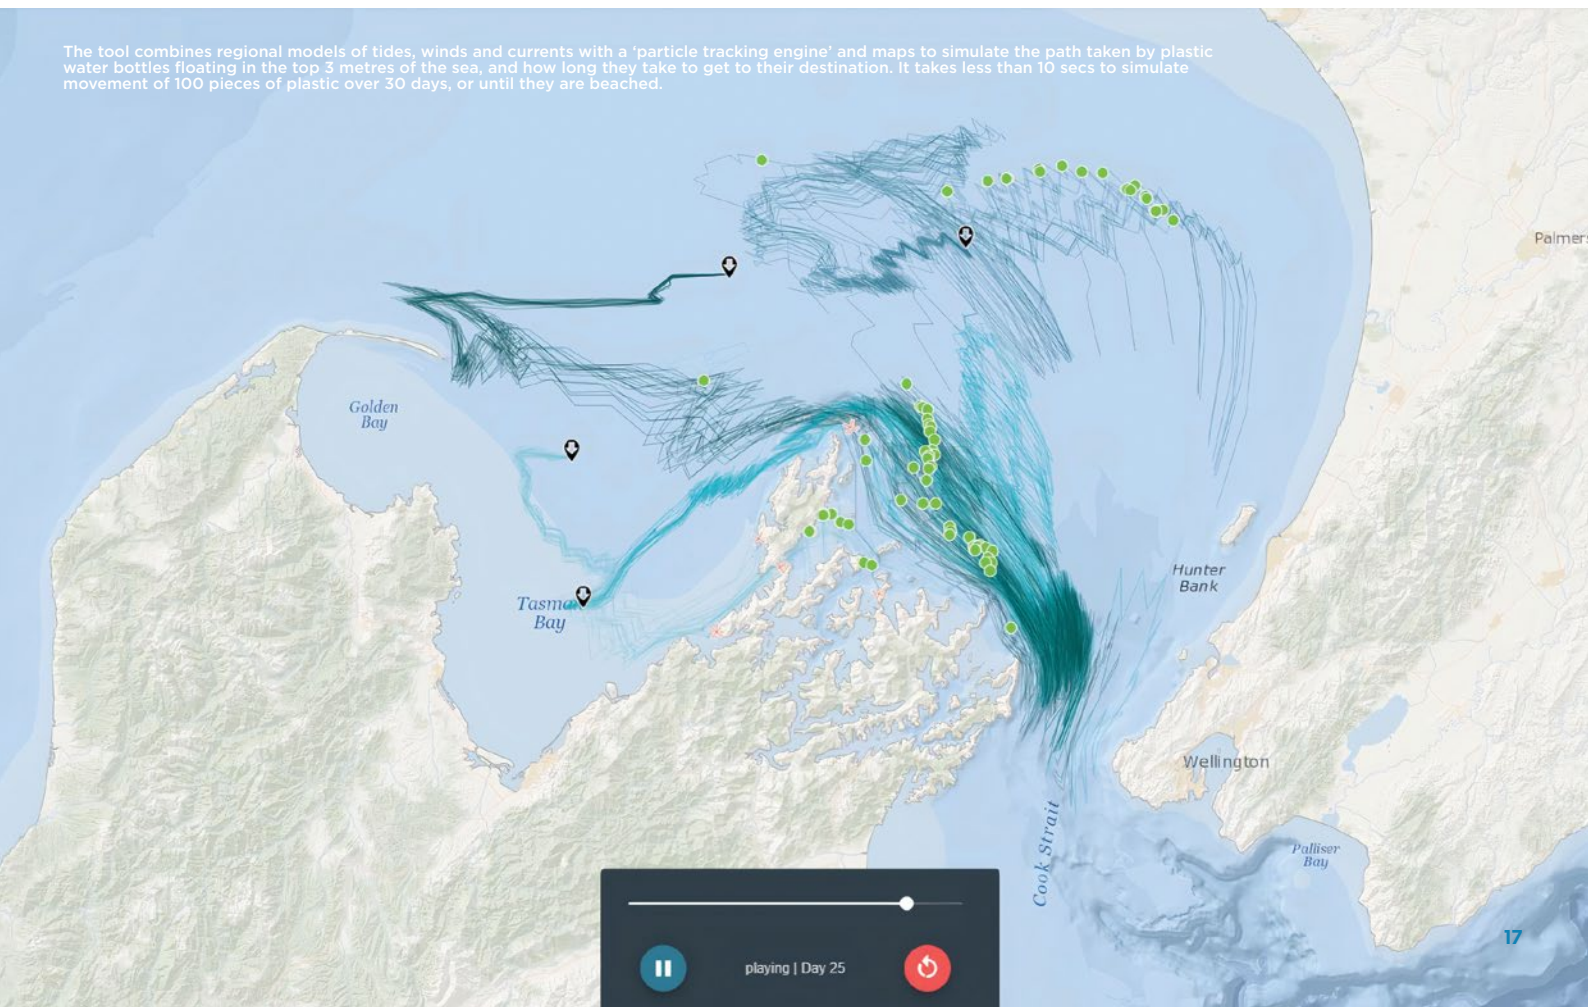 The tool combines regional models of tides, winds and currents with a ‘particle tracking engine’ and maps to simulate the path taken by plastic
water bottles floating in the top 3 metres of the sea, and how long they take to get to their destination. It takes less than 10 secs to simulate
movement of 100 pieces of plastic over 30 days, or until they are beached.
Palmers
Golden
Bay
Hunter
Bank
Tasma
Bay
Wellington
Cook Strait
Palliser
Bay
17
playing | Day 25